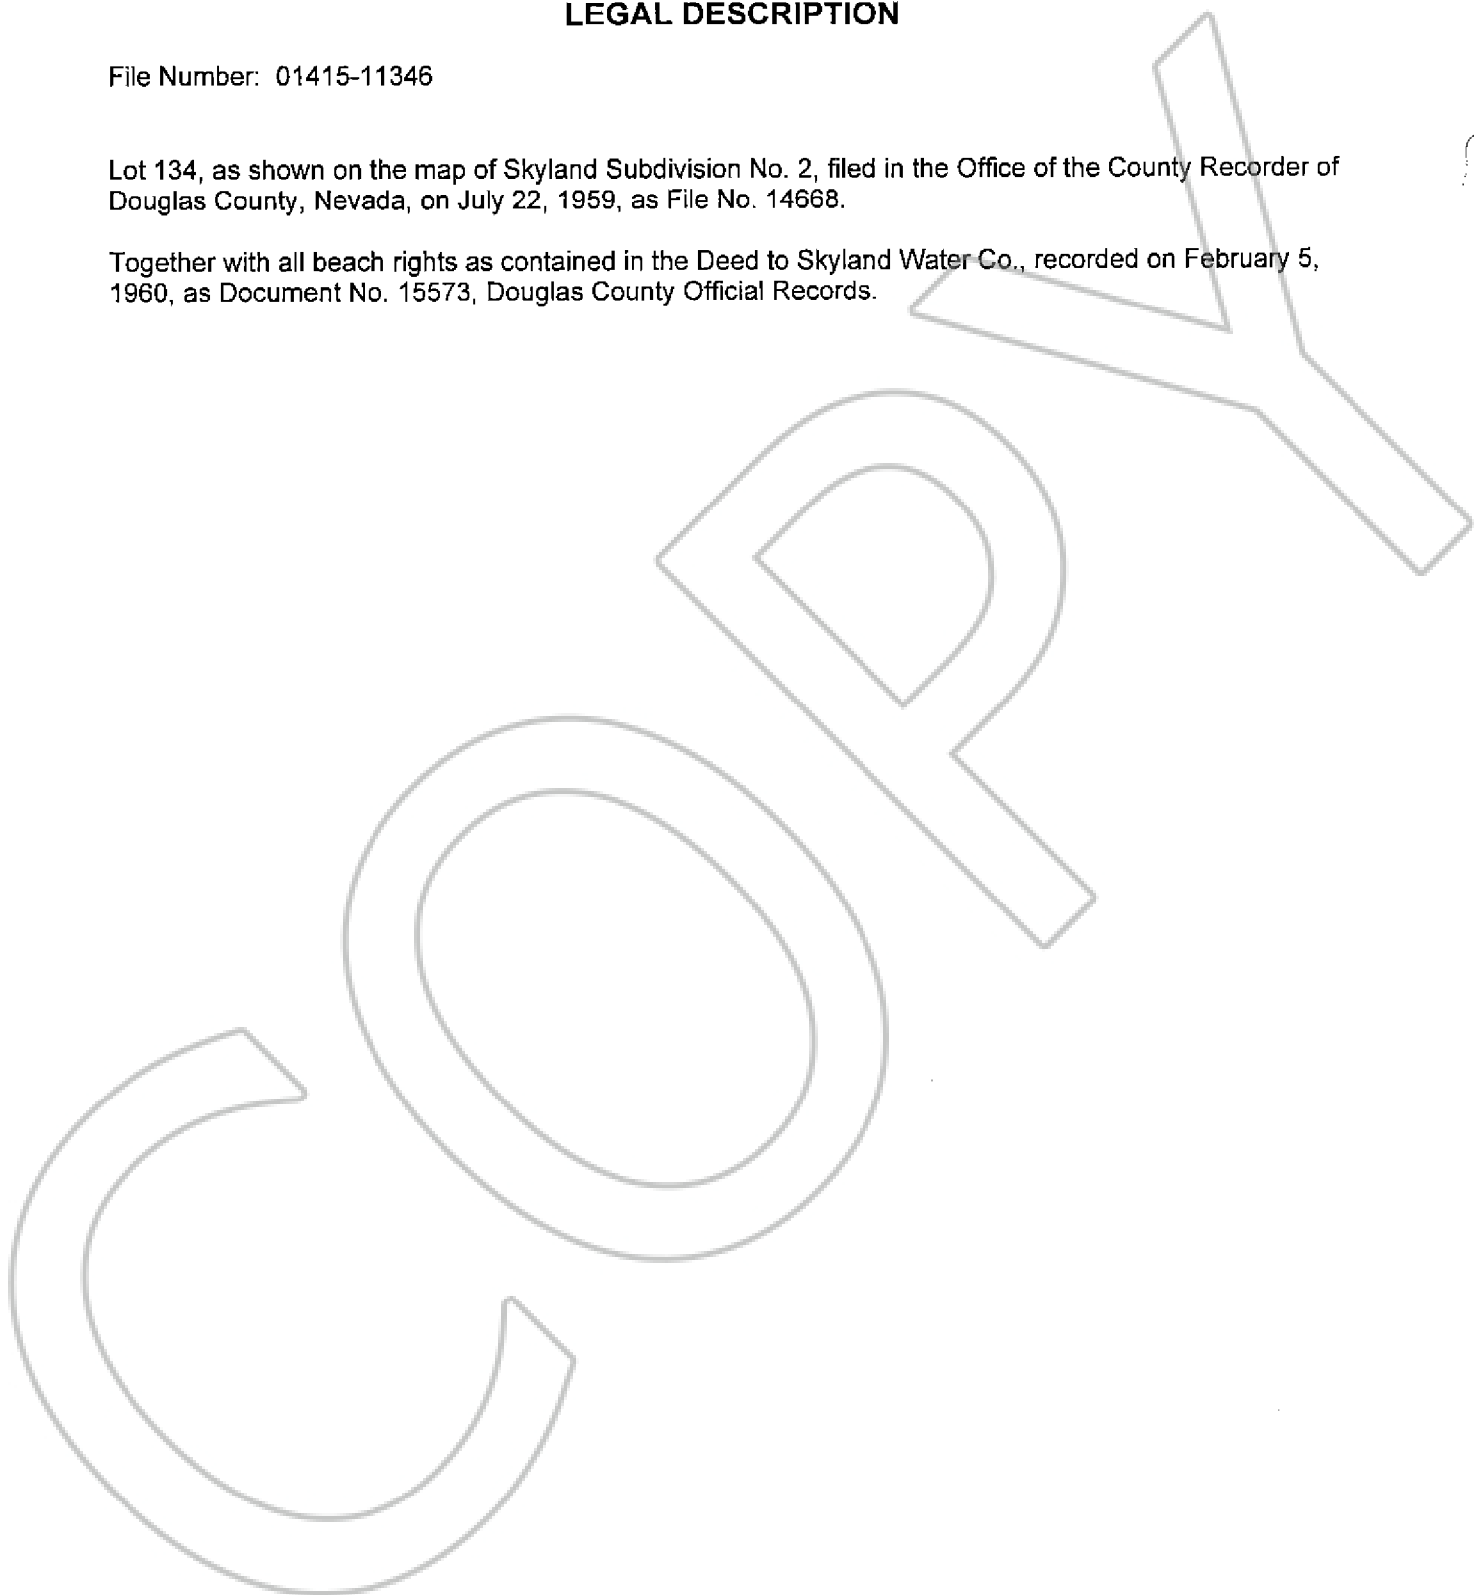 LEGAL DESCRIPTION
File Number: 01415-11346
Lot 134, as shown on the map of Skyland Subdivision No. 2, filed in the Office of the County Recorder of
Douglas County, Nevada, on July 22, 1959, as File No. 14668.
Together with all beach rights as contained in the Deed to Skyland Water Co., recorded on February 5,
1960, as Document No. 15573, Douglas County Official Records.
COPY